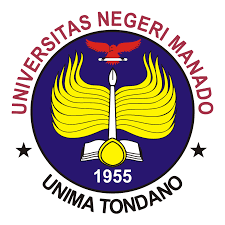 UNIVERSITAS NEGERI MANADO
1955
UNIMA TONDANO